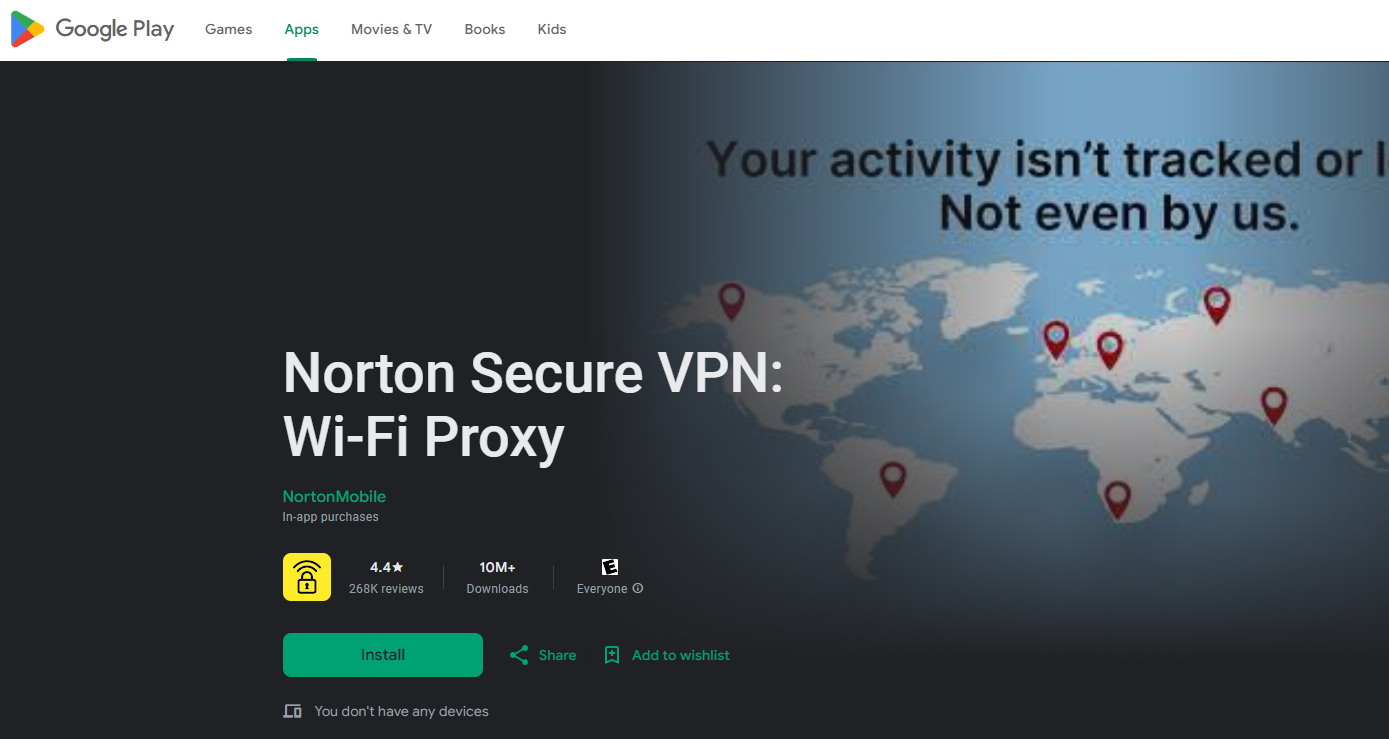 Google Play
Games
Apps
Movies & TV
Books
Kids
Your activity isn't tracked or
Not even by us.
Norton Secure VPN:
Wi-Fi Proxy
NortonMobile
In-app purchases
4.4★
268K reviews
10M+
Downloads
E
Everyone
Install
Share
Add to wishlist
You don't have any devices